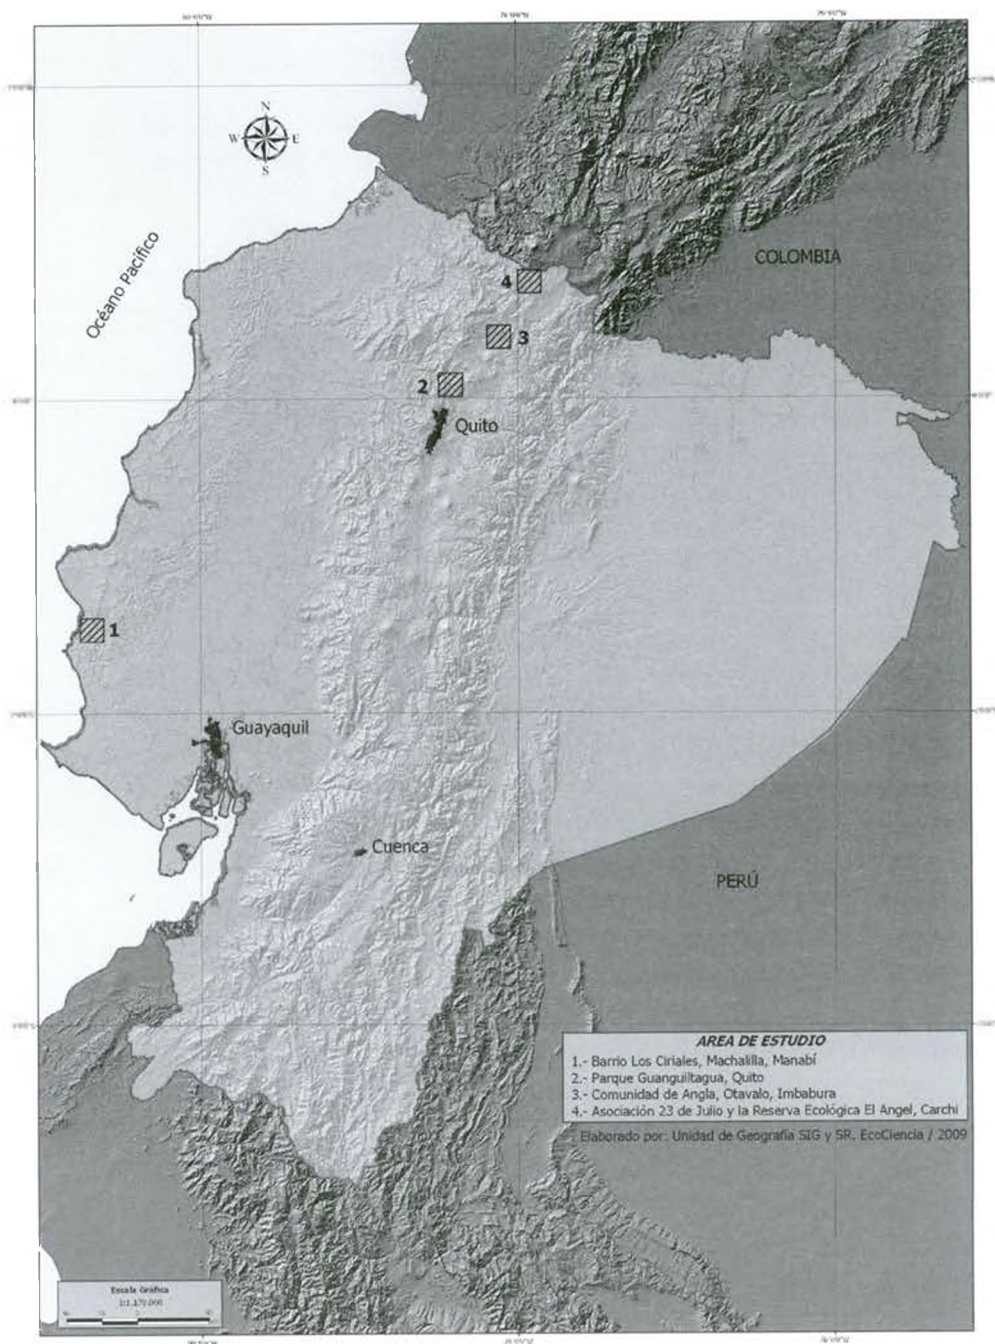 N
W
E
S
Océano Pacífico
COLOMBIA
4
3
2
Quito
1
Guayaquil
Cuenca
PERÚ
AREA DE ESTUDIO
1.- Barrio Los Ciriales, Machalilla, Manabí
2.- Parque Guanguiltagua, Quito
3.- Comunidad de Angla, Otavalo, Imbabura
4.- Asociación 23 de Julio y la Reserva Ecológica El Angel, Carchi
Elaborado por: Unidad de Geografía SIG y SR. EcoCiencia / 2009
Escala Gráfica